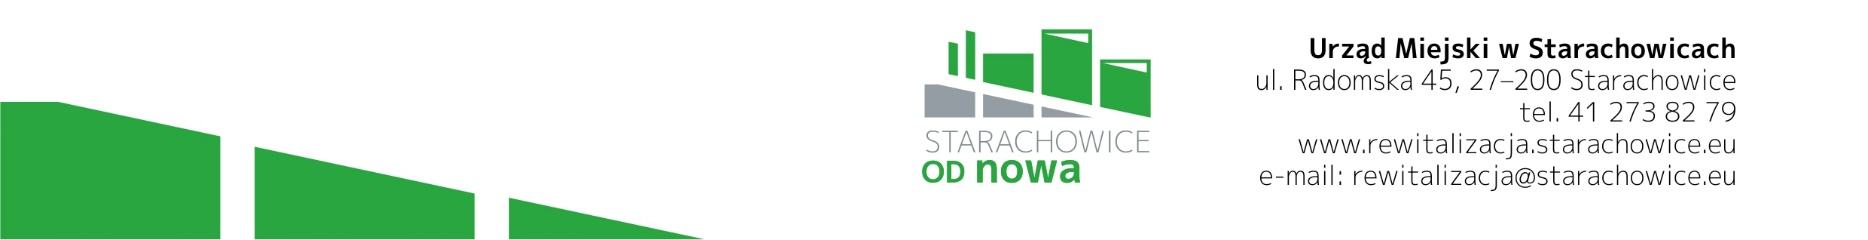 STARACHOWICE
OD nowa
Urząd Miejski w Starachowicach
ul. Radomska 45, 27–200 Starachowice
tel. 41 273 82 79
www.rewitalizacja.starachowice.eu
e-mail: rewitalizacja@starachowice.eu